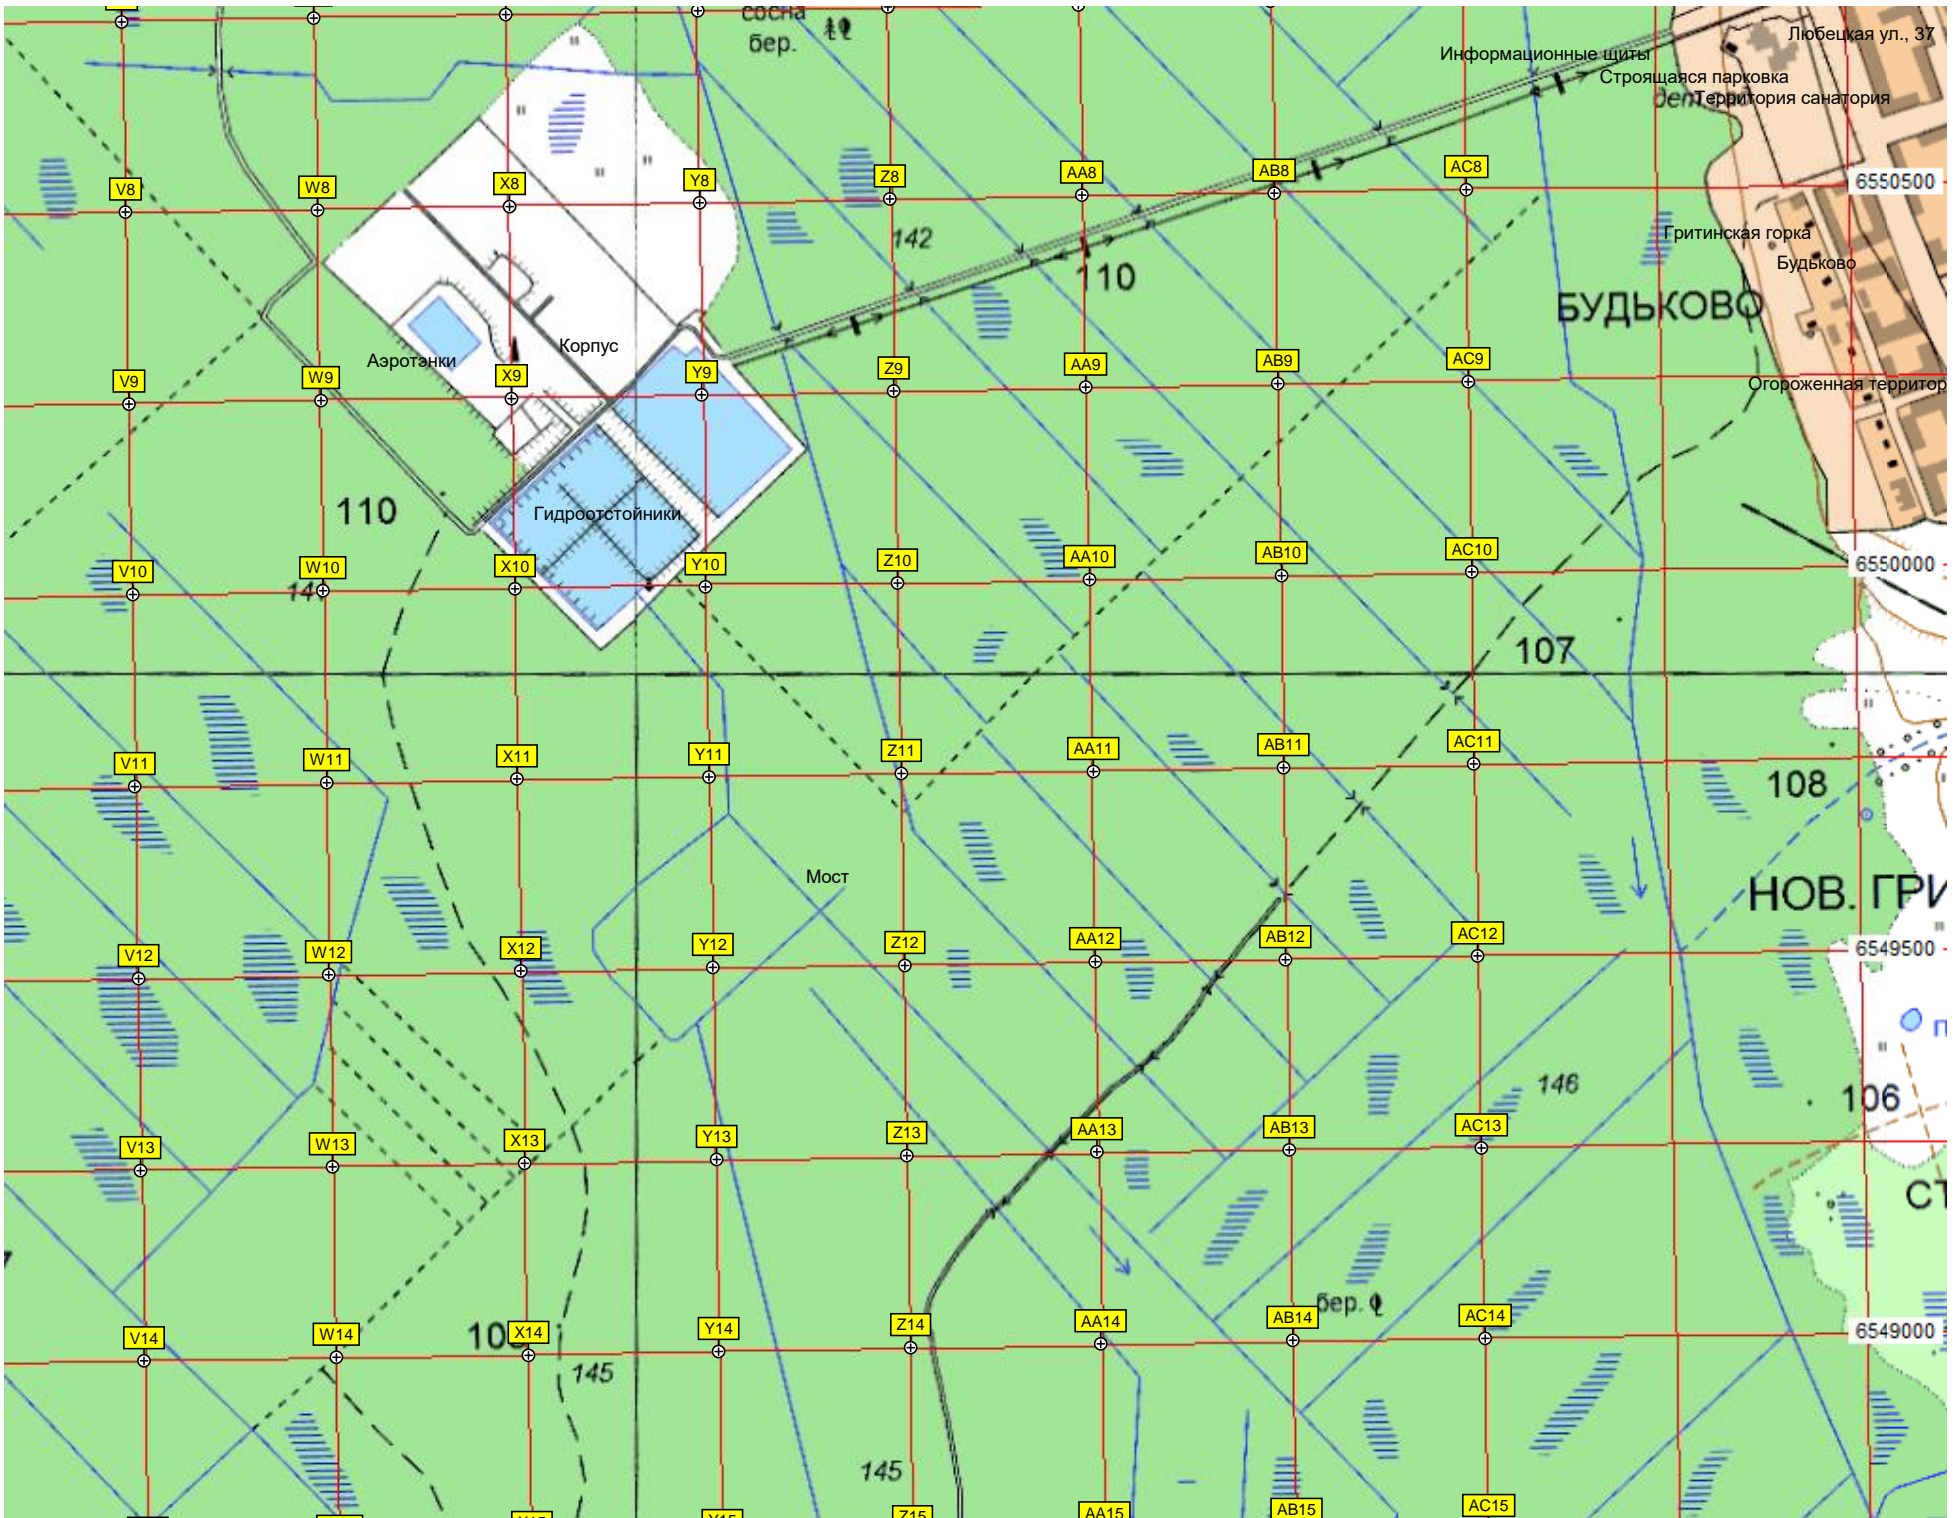 сосна
бер.
Любецкая ул., 37
Информационные щиты
Строящаяся парковка
Территория санатория
V8 W8 X8 Y8 Z8 AA8 AB8 AC8
6550500
142
110
Гритинская горка
Будьково
БУДЬКОВО
Аэротэнки
Корпус
V9 W9 X9 Y9 Z9 AA9 AB9 AC9
Огороженная территор
110
Гидроотстойники
V10 W10 X10 Y10 Z10 AA10 AB10 AC10
6550000
107
V11 W11 X11 Y11 Z11 AA11 AB11 AC11
108
Мост
НОВ. ГРИ
V12 W12 X12 Y12 Z12 AA12 AB12 AC12
6549500
п
146
106
V13 W13 X13 Y13 Z13 AA13 AB13 AC13
СТ
бер.
V14 W14 X14 Y14 Z14 AA14 AB14 AC14
6549000
145
145
Z15 AA15 AB15 AC15